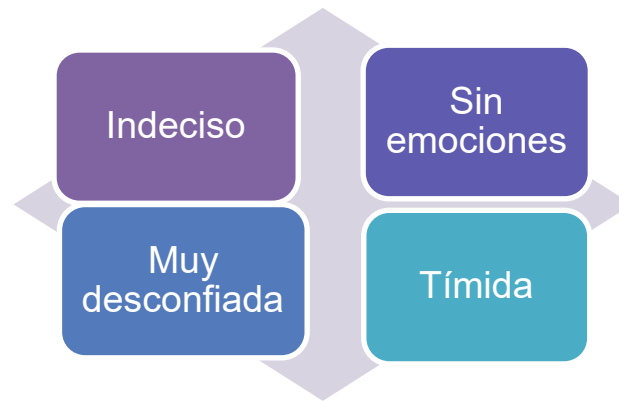 Indeciso
Sin
emociones
Muy
desconfiada
Tímida